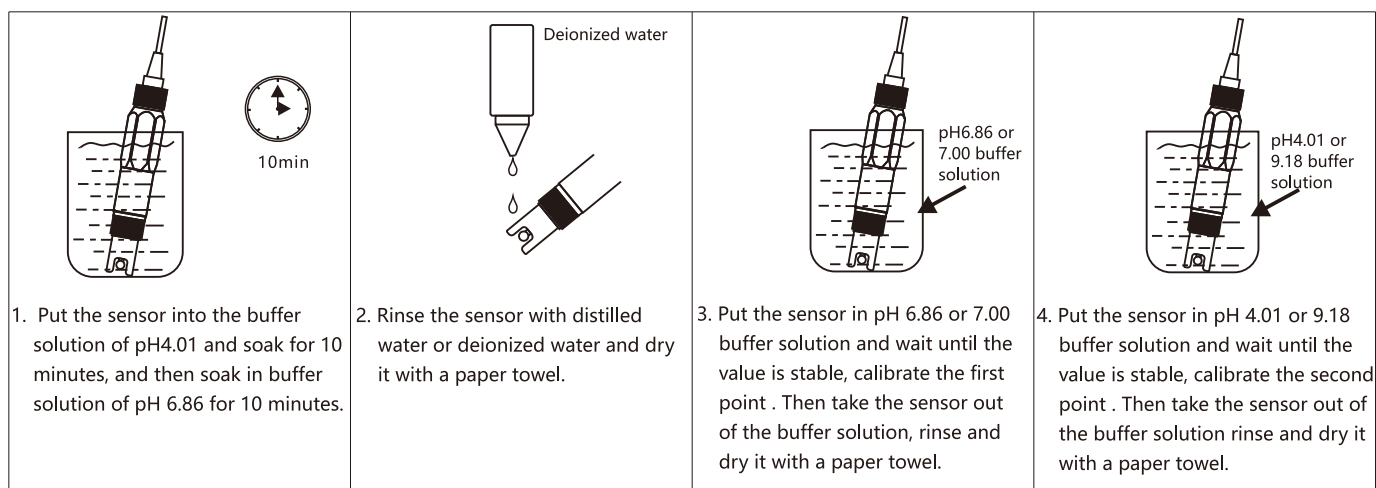 10min
1. Put the sensor into the buffer
solution of pH4.01 and soak for 10
minutes, and then soak in buffer
solution of pH 6.86 for 10 minutes.
Deionized water
2. Rinse the sensor with distilled
water or deionized water and dry
it with a paper towel.
pH6.86 or
7.00 buffer
solution
3. Put the sensor in pH 6.86 or 7.00
buffer solution and wait until the
value is stable, calibrate the first
point . Then take the sensor out
of the buffer solution, rinse and
dry it with a paper towel.
pH4.01 or
9.18 buffer
solution
4. Put the sensor in pH 4.01 or 9.18
buffer solution and wait until the
value is stable, calibrate the second
point . Then take the sensor out of
the buffer solution rinse and dry it
with a paper towel.